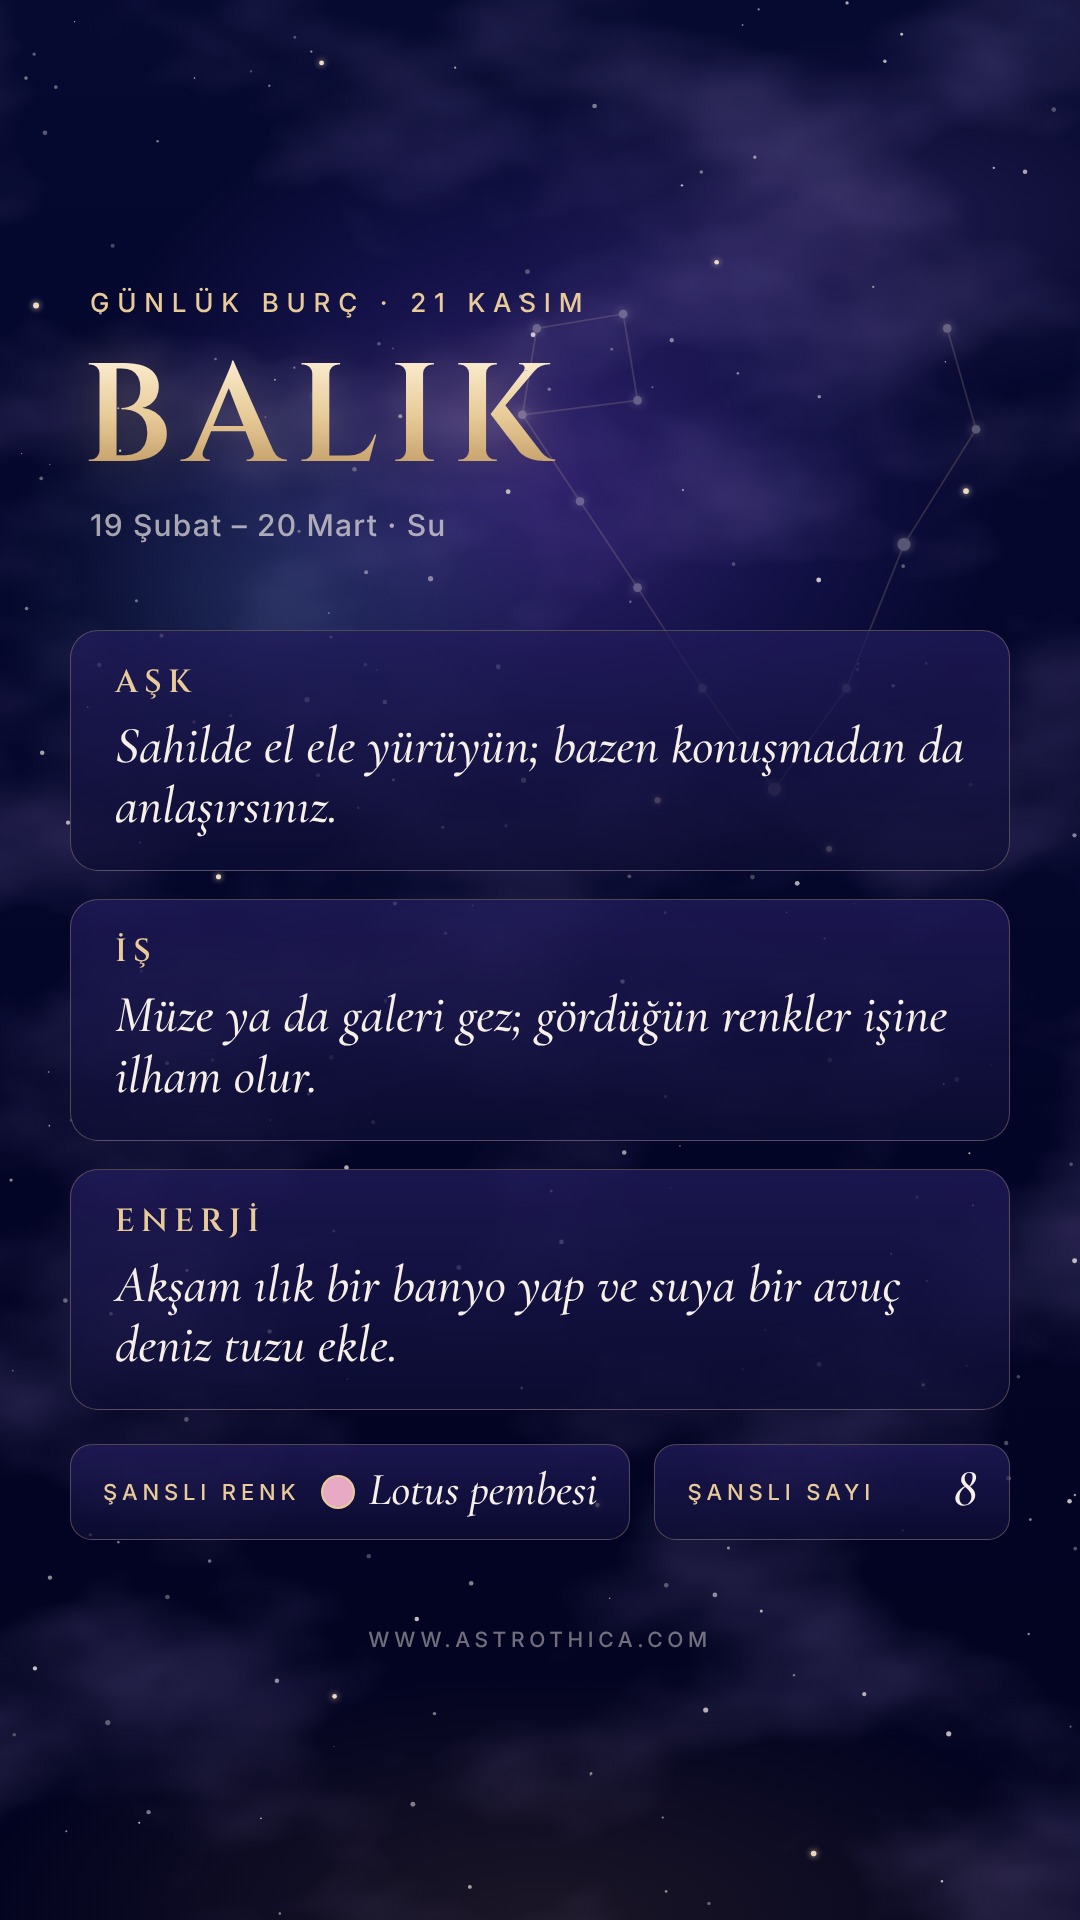 GÜNLÜK BURÇ · 21 KASIM
BALIK
19 Şubat – 20 Mart · Su
AŞK
Sahilde el ele yürüyün; bazen konuşmadan da
anlaşırsınız.
İŞ
Müze ya da galeri gez; gördüğün renkler işine
ilham olur.
ENERJİ
Akşam ılık bir banyo yap ve suya bir avuç
deniz tuzu ekle.
ŞANSLI RENK Lotus pembesi
ŞANSLI SAYI 8
WWW.ASTROTHICA.COM